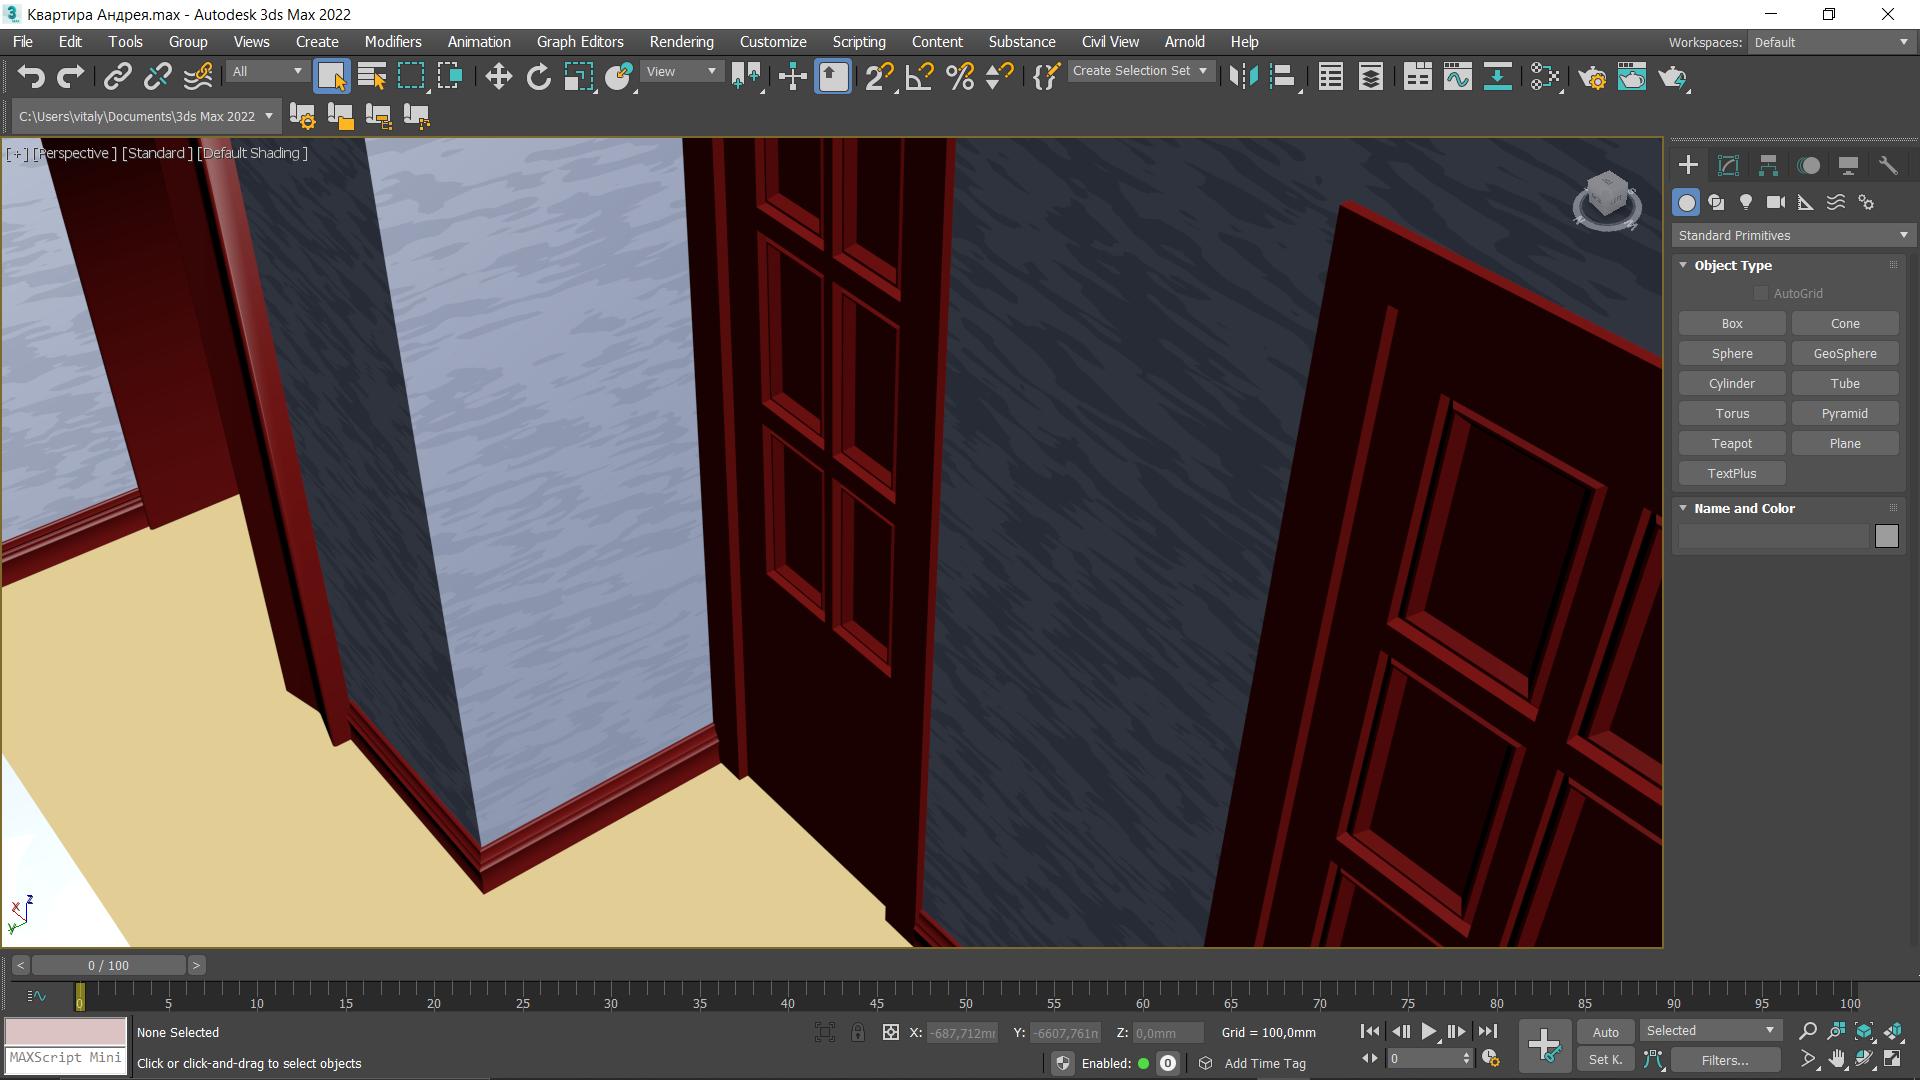 Квартира Андрея.max - Autodesk 3ds Max 2022
File Edit Tools Group Views Create Modifiers Animation Graph Editors Rendering Customize Scripting Content Substance Civil View Arnold Help
Workspaces: Default
All
View
Create Selection Set
C:\Users\vitaly\Documents\3ds Max 2022
[+] [Perspective ] [Standard ] [Default Shading ]
Standard Primitives
Object Type
AutoGrid
Box Cone
Sphere GeoSphere
Cylinder Tube
Torus Pyramid
Teapot Plane
TextPlus
Name and Color
z
x
y
< 0 / 100 >
0 5 10 15 20 25 30 35 40 45 50 55 60 65 70 75 80 85 90 95 100
None Selected
X: -687,712m Y: -6607,761n Z: 0,0mm Grid = 100,0mm
Auto Selected
MAXScript Mini
Click or click-and-drag to select objects
Enabled: 0 Add Time Tag
0
Set K. Filters...